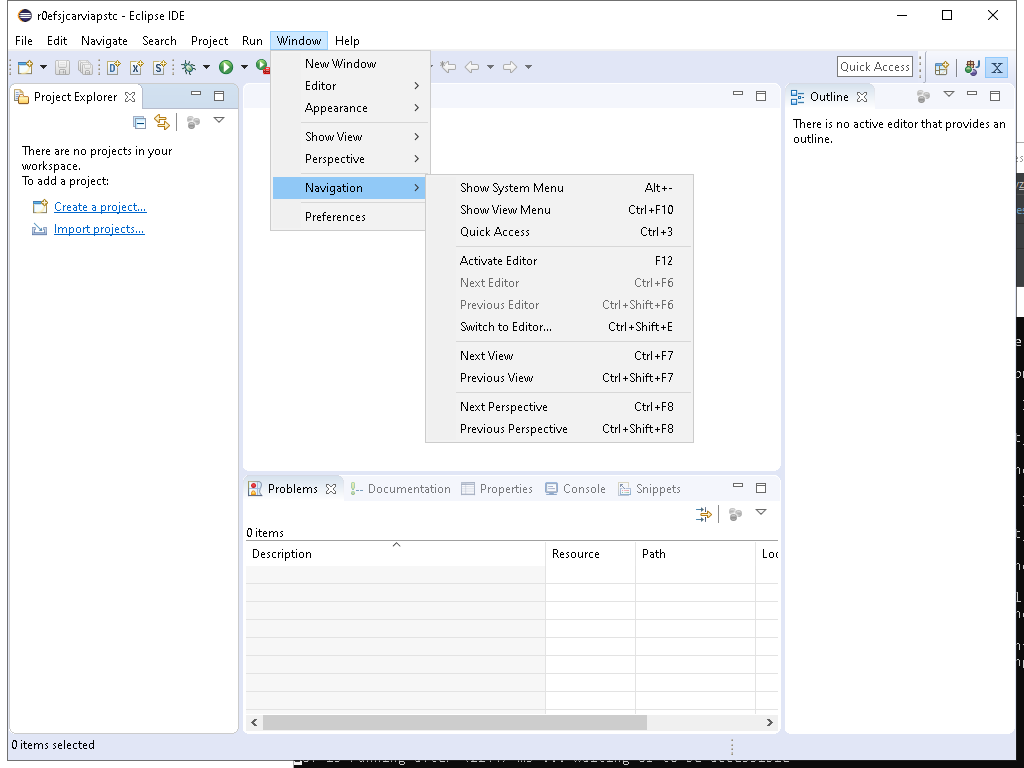 r0efsjcarviapstc - Eclipse IDE
File Edit Navigate Search Project Run Window Help
Quick Access
New Window
Editor
Appearance
Show View
Perspective
Navigation
Preferences
Show System Menu Alt+-
Show View Menu Ctrl+F10
Quick Access Ctrl+3
Activate Editor F12
Next Editor Ctrl+F6
Previous Editor Ctrl+Shift+F6
Switch to Editor... Ctrl+Shift+E
Next View Ctrl+F7
Previous View Ctrl+Shift+F7
Next Perspective Ctrl+F8
Previous Perspective Ctrl+Shift+F8
Project Explorer
There are no projects in your
workspace.
To add a project:
Create a project...
Import projects...
Outline
There is no active editor that provides an
outline.
Problems Documentation Properties Console Snippets
0 items
Description Resource Path Loc
0 items selected